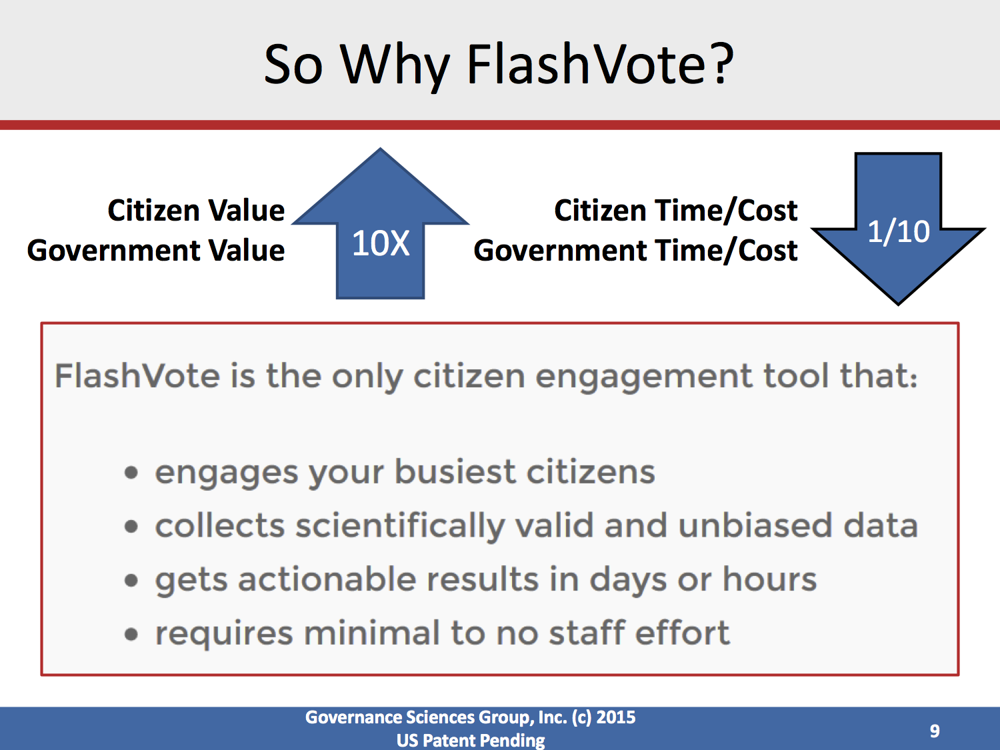 So Why FlashVote?
Citizen Value
Government Value
10X
Citizen Time/Cost
Government Time/Cost
1/10
FlashVote is the only citizen engagement tool that:
• engages your busiest citizens
• collects scientifically valid and unbiased data
• gets actionable results in days or hours
• requires minimal to no staff effort
Governance Sciences Group, Inc. (c) 2015
US Patent Pending
9